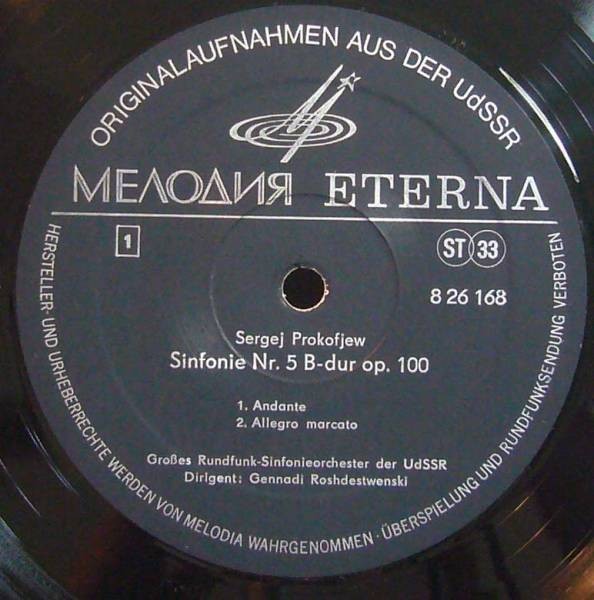 ORIGINALAUFNAHMEN AUS DER UdSSR
МЕЛОДИЯ ETERNA
1
ST 33
8 26 168
Sergej Prokofjew
Sinfonie Nr. 5 B-dur op. 100
1. Andante
2. Allegro marcato
Großes Rundfunk-Sinfonieorchester der UdSSR
Dirigent: Gennadi Roshdestwenski
HERSTELLER- UND URHEBERRECHTE WERDEN VON MELODIA WAHRGENOMMEN · ÜBERSPIELUNG UND RUNDFUNKSENDUNG VERBOTEN